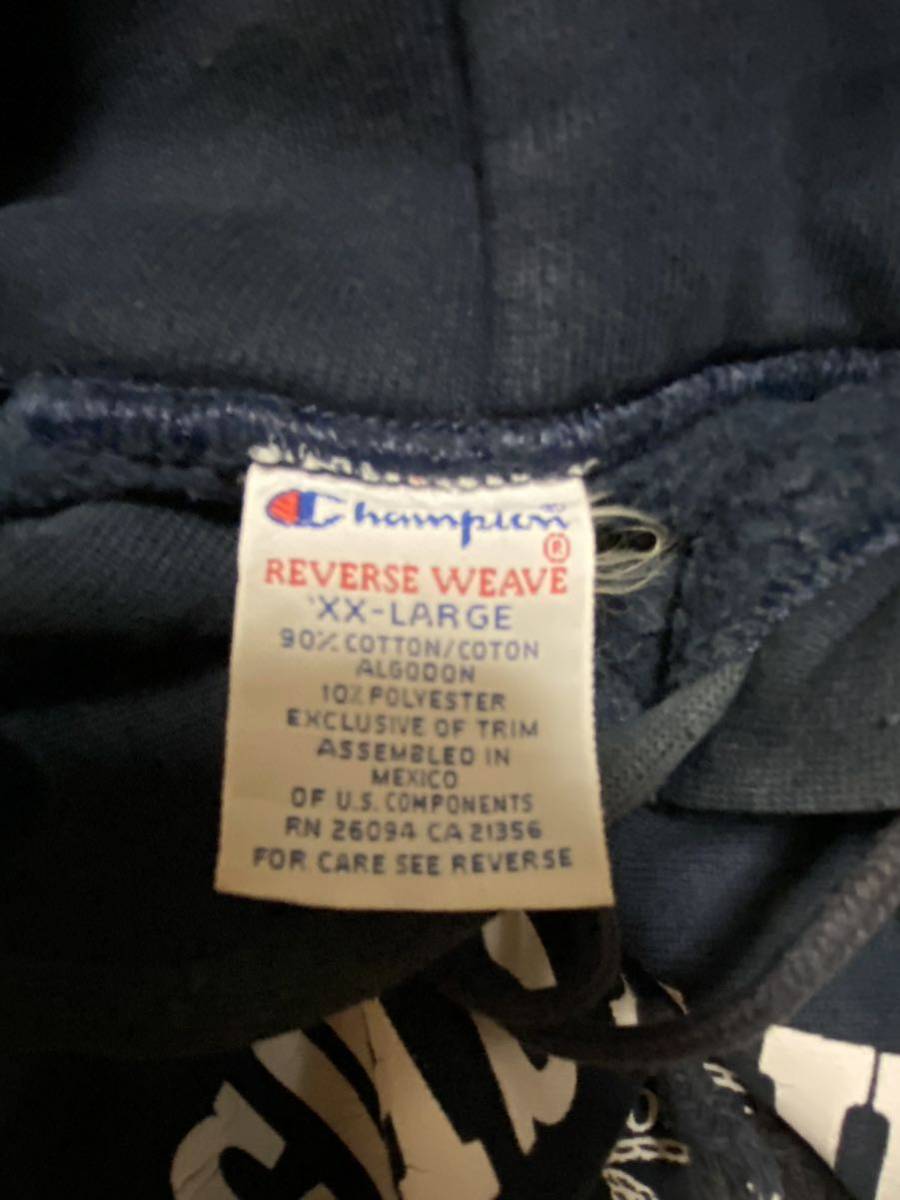 Champion
®
REVERSE WEAVE
XX-LARGE
90% COTTON/COTON
ALGODON
10% POLYESTER
EXCLUSIVE OF TRIM
ASSEMBLED IN
MEXICO
OF U.S. COMPONENTS
RN 26094 CA 21356
FOR CARE SEE REVERSE